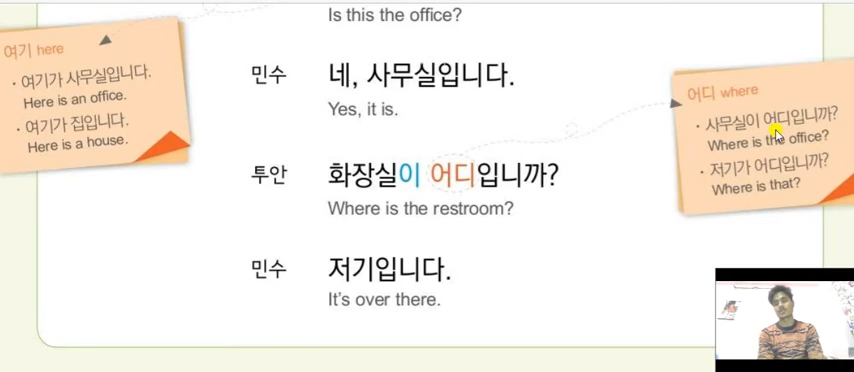 Is this the office?
여기 here
· 여기가 사무실입니다.
Here is an office.
· 여기가 집입니다.
Here is a house.
민수 네, 사무실입니다.
Yes, it is.
어디 where
· 사무실이 어디입니까?
Where is the office?
· 저기가 어디입니까?
Where is that?
투안 화장실이 어디입니까?
Where is the restroom?
민수 저기입니다.
It's over there.